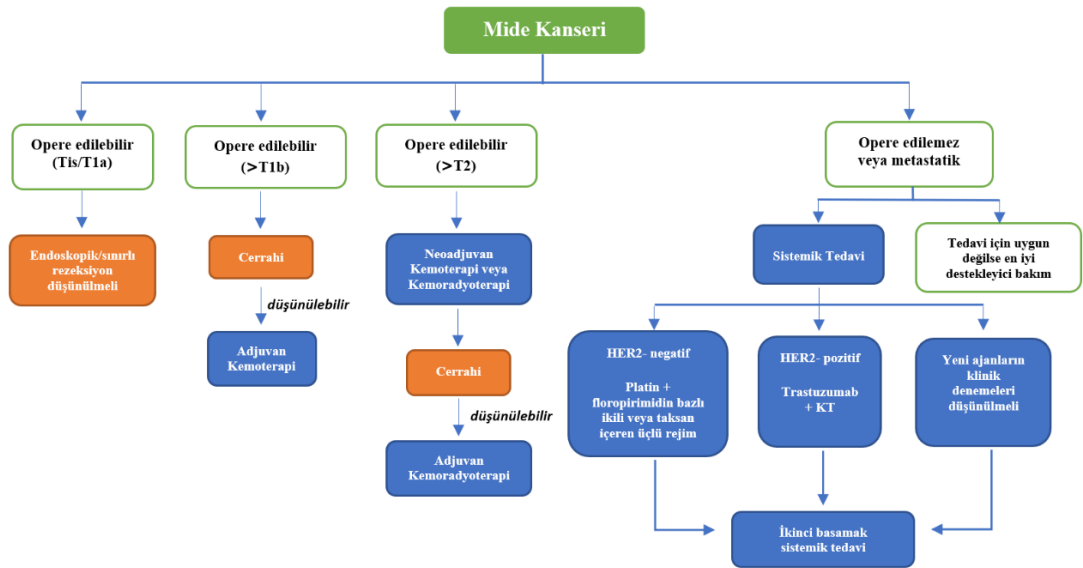 Mide Kanseri
Opere edilebilir
(Tis/T1a)
Opere edilebilir
(>T1b)
Opere edilebilir
(>T2)
Opere edilemez
veya metastatik
Endoskopik/sınırlı
rezeksiyon
düşünülmeli
Cerrahi
düşünülebilir
Adjuvan
Kemoterapi
Neoadjuvan
Kemoterapi veya
Kemoradyoterapi
Cerrahi
düşünülebilir
Adjuvan
Kemoradyoterapi
Sistemik Tedavi
Tedavi için uygun
değilse en iyi
destekleyici bakım
HER2- negatif
Platin +
floropirimidin bazlı
ikili veya taksan
içeren üçlü rejim
HER2- pozitif
Trastuzumab
+ KT
Yeni ajanların
klinik
denemeleri
düşünülmeli
İkinci basamak
sistemik tedavi